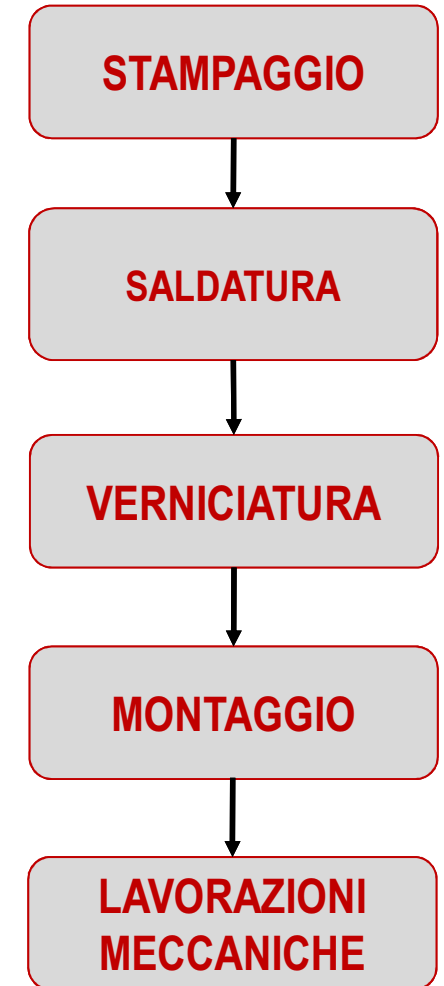 STAMPAGGIO
SALDATURA
VERNICIATURA
MONTAGGIO
LAVORAZIONI
MECCANICHE